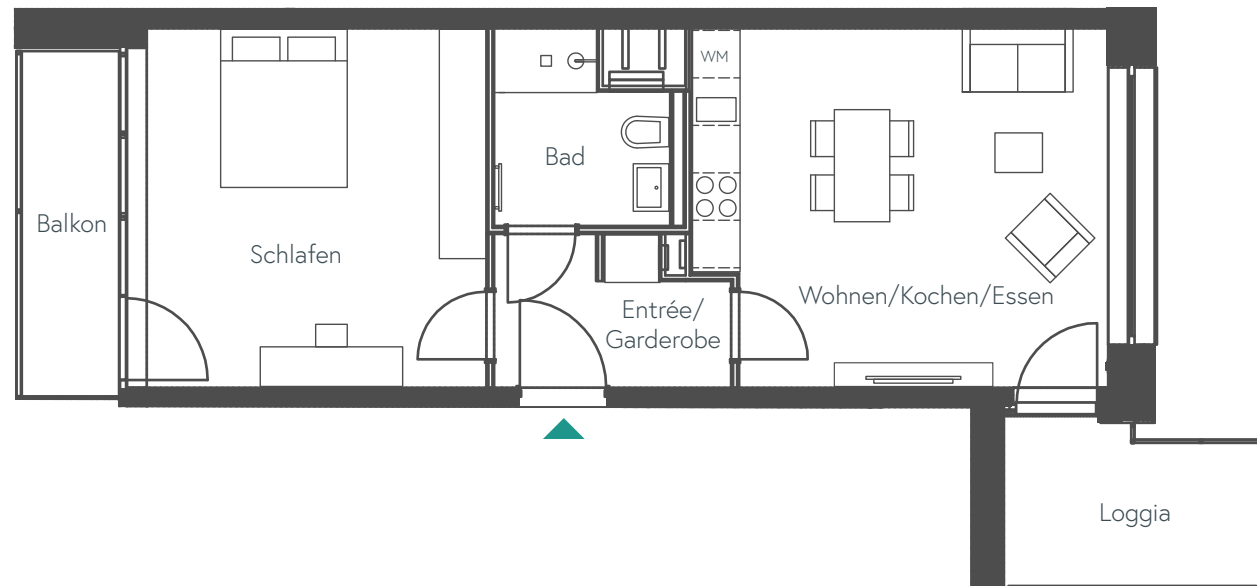 WM
Bad
Balkon
Schlafen
Entrée/
Garderobe
Wohnen/Kochen/Essen
Loggia